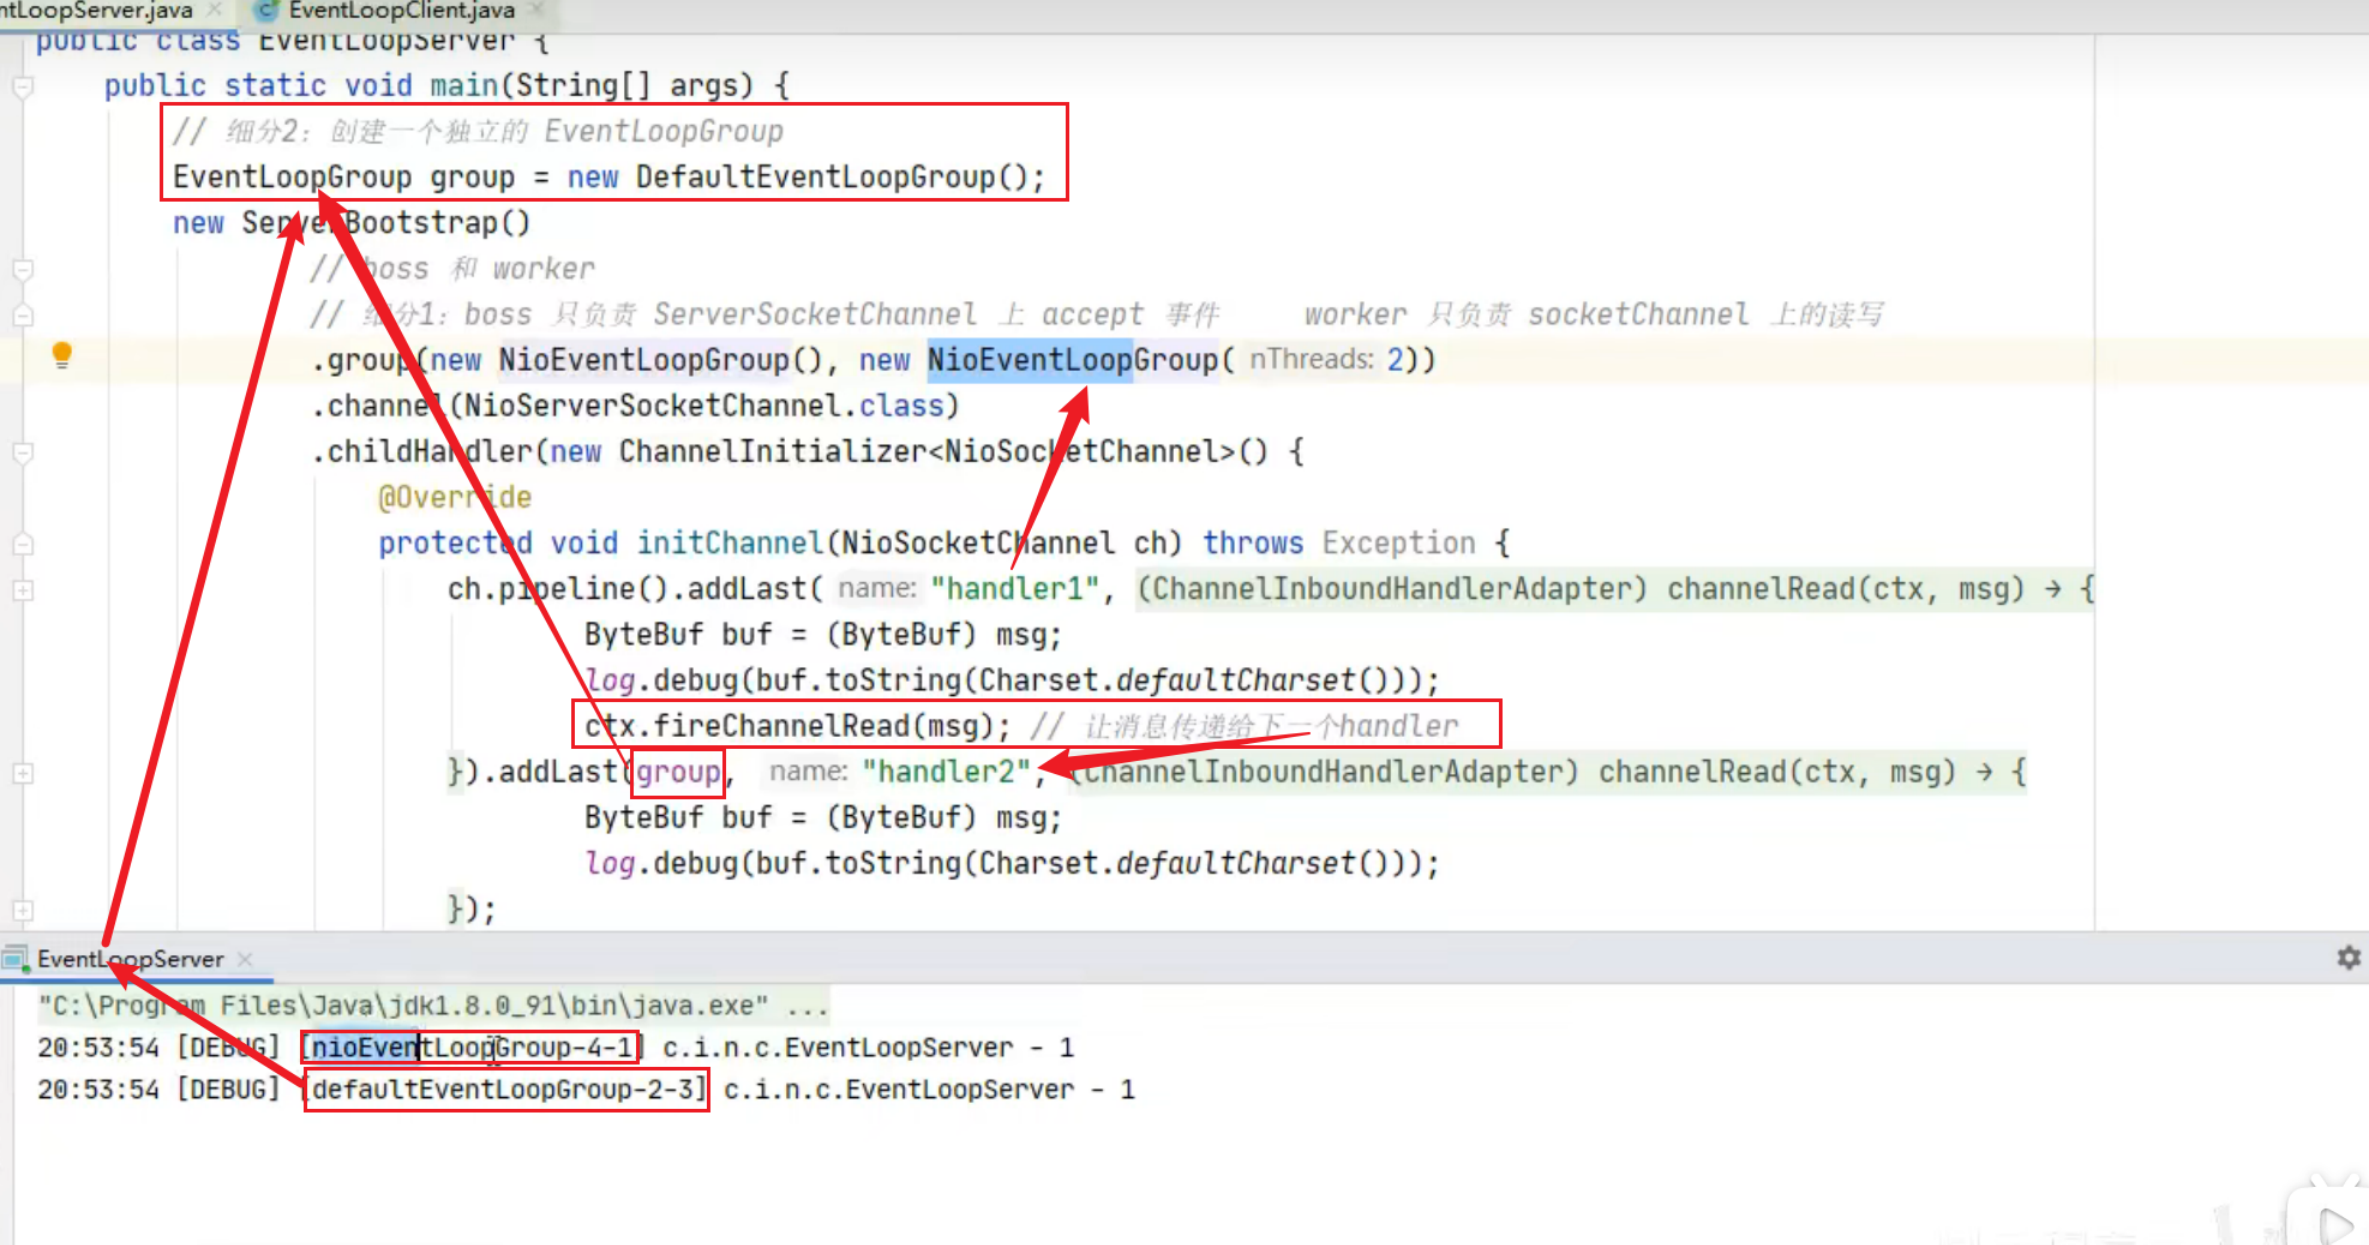 ntLoopServer.java EventLoopClient.java
public class EventLoopServer {
public static void main(String[] args) {
// 细分2：创建一个独立的 EventLoopGroup
EventLoopGroup group = new DefaultEventLoopGroup();
new ServerBootstrap()
// boss 和 worker
// 细分1：boss 只负责 ServerSocketChannel 上 accept 事件 worker 只负责 socketChannel 上的读写
.group(new NioEventLoopGroup(), new NioEventLoopGroup( nThreads: 2))
.channel(NioServerSocketChannel.class)
.childHandler(new ChannelInitializer<NioSocketChannel>() {
@Override
protected void initChannel(NioSocketChannel ch) throws Exception {
ch.pipeline().addLast( name: "handler1", (ChannelInboundHandlerAdapter) channelRead(ctx, msg) → {
ByteBuf buf = (ByteBuf) msg;
log.debug(buf.toString(Charset.defaultCharset()));
ctx.fireChannelRead(msg); // 让消息传递给下一个handler
}).addLast(group, name: "handler2", (ChannelInboundHandlerAdapter) channelRead(ctx, msg) → {
ByteBuf buf = (ByteBuf) msg;
log.debug(buf.toString(Charset.defaultCharset()));
});
EventLoopServer
"C:\Program Files\Java\jdk1.8.0_91\bin\java.exe" ...
20:53:54 [DEBUG] [nioEventLoopGroup-4-1] c.i.n.c.EventLoopServer - 1
20:53:54 [DEBUG] [defaultEventLoopGroup-2-3] c.i.n.c.EventLoopServer - 1